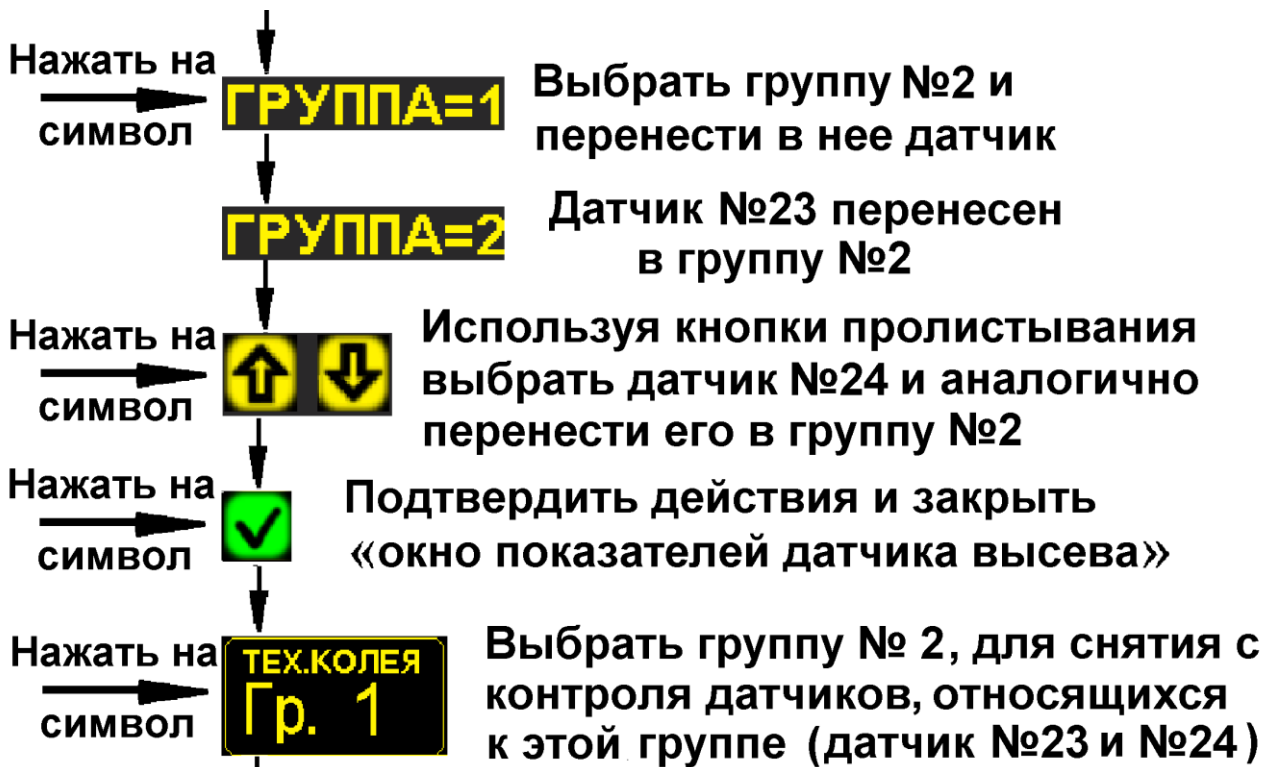 Нажать на
символ
ГРУППА=1
Выбрать группу №2 и
перенести в нее датчик
ГРУППА=2
Датчик №23 перенесен
в группу №2
Нажать на
символ
Используя кнопки пролистывания
выбрать датчик №24 и аналогично
перенести его в группу №2
Нажать на
символ
Подтвердить действия и закрыть
«окно показателей датчика высева»
Нажать на
символ
ТЕХ.КОЛЕЯ
Гр. 1
Выбрать группу № 2, для снятия с
контроля датчиков, относящихся
к этой группе (датчик №23 и №24)